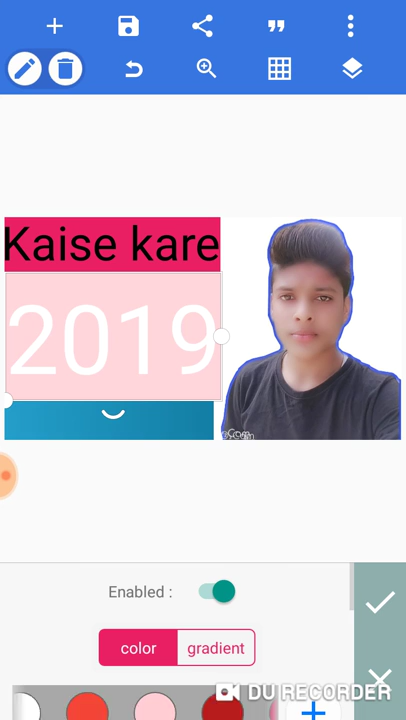 Kaise kare
2019
Enabled :
color gradient
DU RECORDER